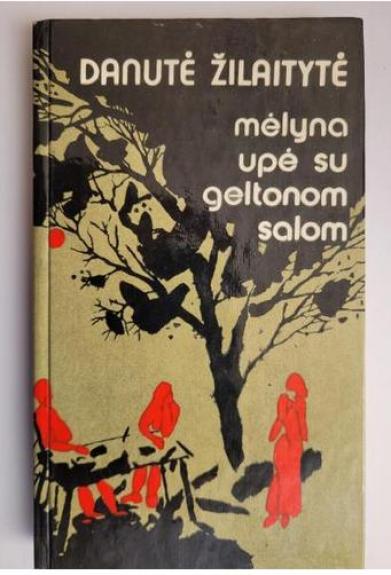 DANUTĖ ŽILAITYTĖ
mėlyna
upė su
geltonom
salom